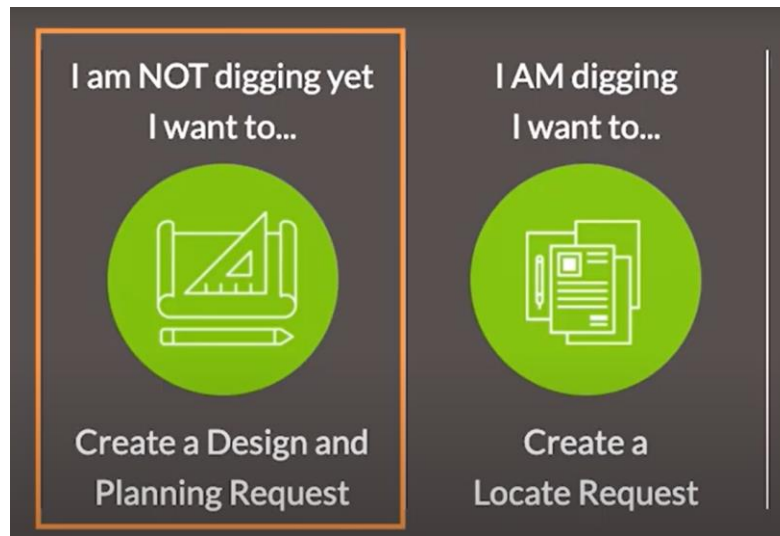 I am NOT digging yet
I want to...
Create a Design and
Planning Request
I AM digging
I want to...
Create a
Locate Request